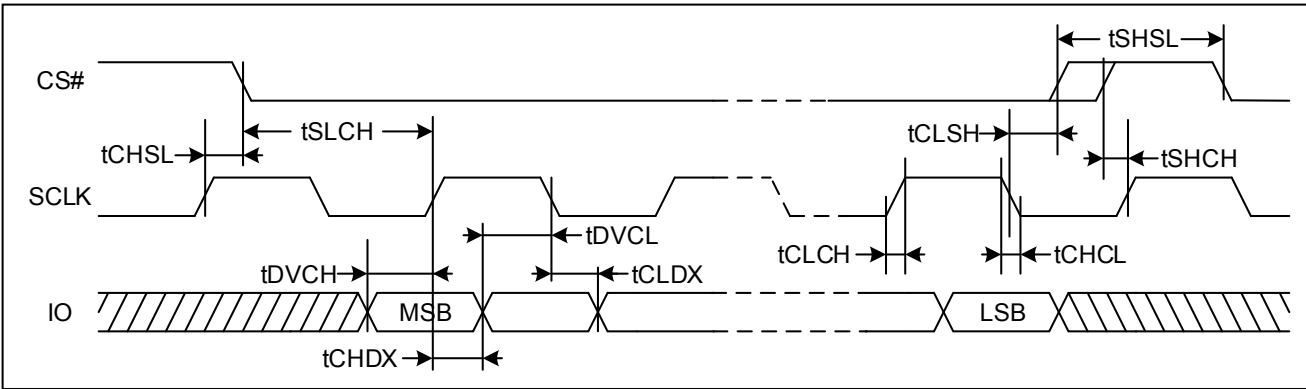 tSHSL
CS#
tSLCH
tCLSH
tCHSL
tSHCH
SCLK
tDVCL
tCLCH
tCHCL
tDVCH
tCLDX
IO
MSB
LSB
tCHDX